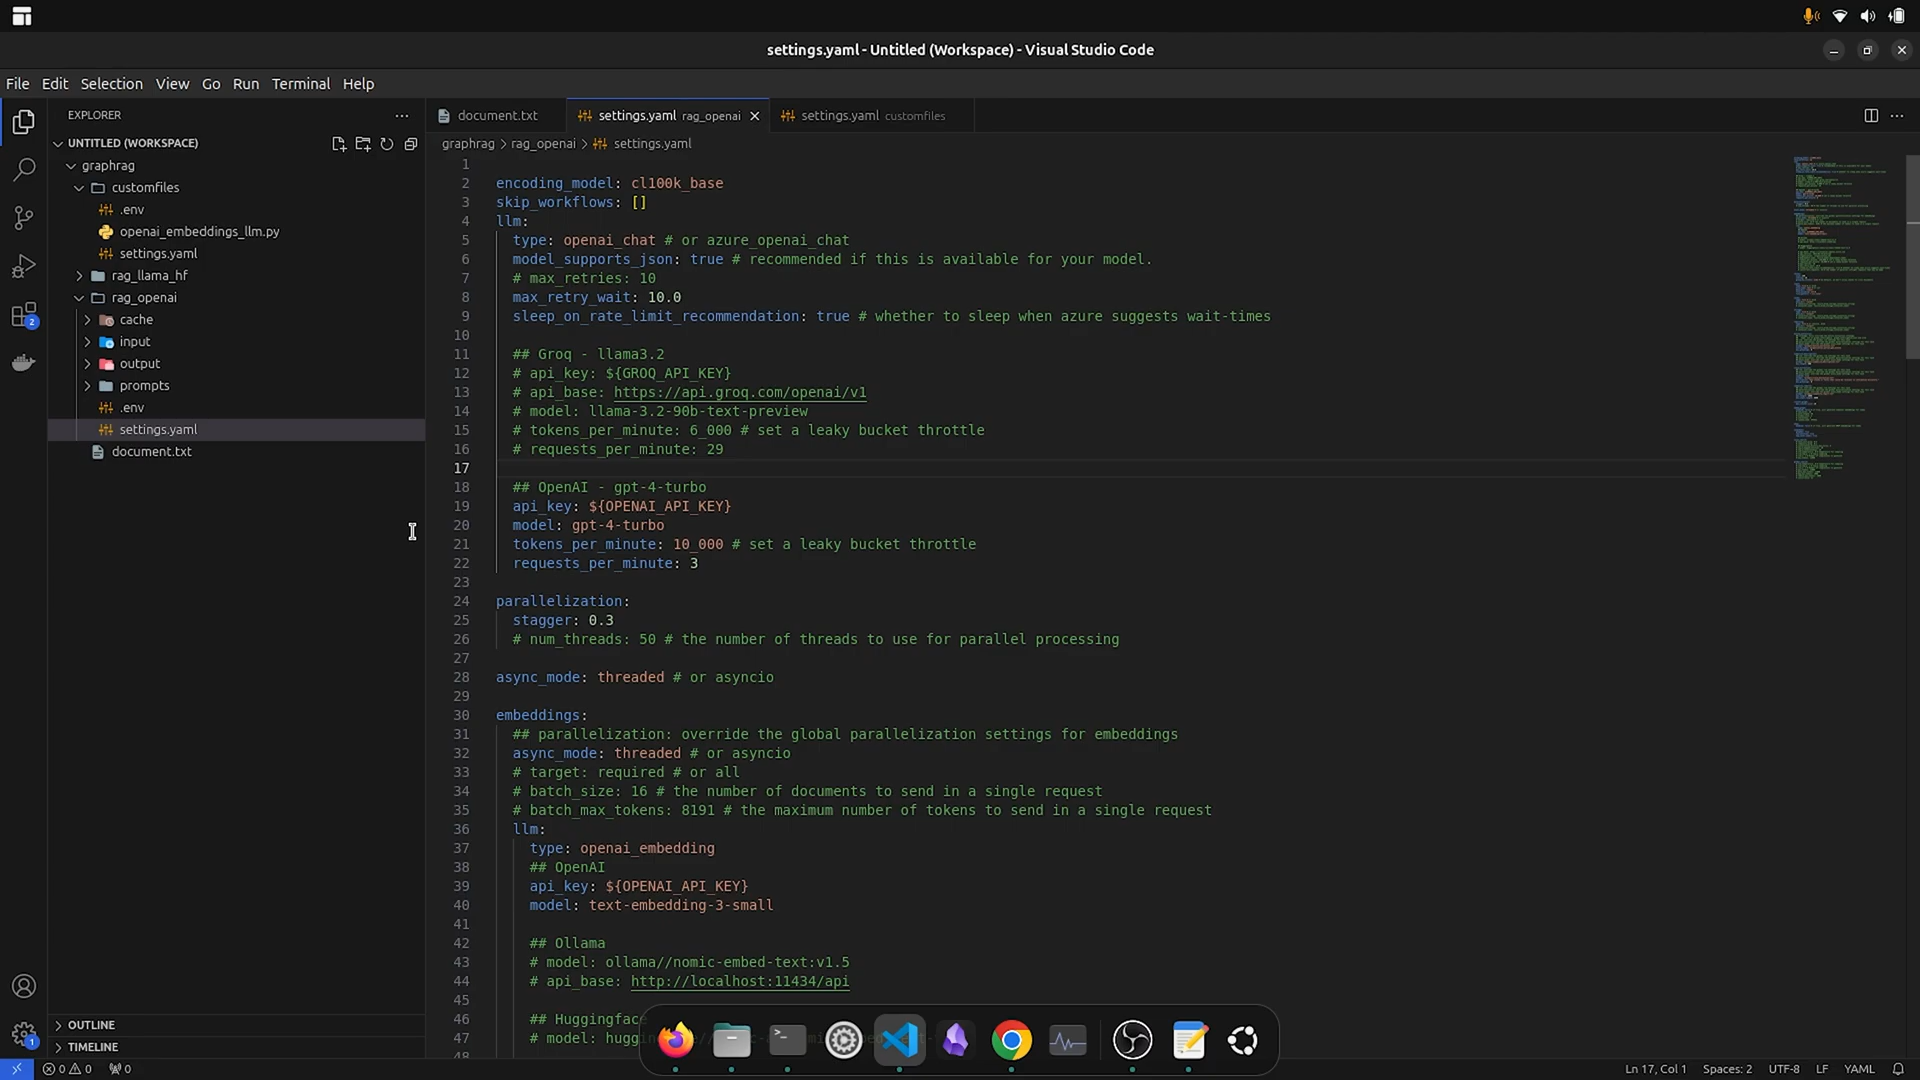 settings.yaml - Untitled (Workspace) - Visual Studio Code
File Edit Selection View Go Run Terminal Help
EXPLORER
UNTITLED (WORKSPACE)
graphrag
customfiles
.env
openai_embeddings_llm.py
settings.yaml
rag_llama_hf
rag_openai
cache
input
output
prompts
.env
settings.yaml
document.txt
OUTLINE
TIMELINE
2
1
document.txt
settings.yaml rag_openai
settings.yaml customfiles
graphrag > rag_openai > settings.yaml
1
2 encoding_model: cl100k_base
3 skip_workflows: []
4 llm:
5 type: openai_chat # or azure_openai_chat
6 model_supports_json: true # recommended if this is available for your model.
7 # max_retries: 10
8 max_retry_wait: 10.0
9 sleep_on_rate_limit_recommendation: true # whether to sleep when azure suggests wait-times
10
11 ## Groq - llama3.2
12 # api_key: ${GROQ_API_KEY}
13 # api_base: https://api.groq.com/openai/v1
14 # model: llama-3.2-90b-text-preview
15 # tokens_per_minute: 6_000 # set a leaky bucket throttle
16 # requests_per_minute: 29
17
18 ## OpenAI - gpt-4-turbo
19 api_key: ${OPENAI_API_KEY}
20 model: gpt-4-turbo
21 tokens_per_minute: 10_000 # set a leaky bucket throttle
22 requests_per_minute: 3
23
24 parallelization:
25 stagger: 0.3
26 # num_threads: 50 # the number of threads to use for parallel processing
27
28 async_mode: threaded # or asyncio
29
30 embeddings:
31 ## parallelization: override the global parallelization settings for embeddings
32 async_mode: threaded # or asyncio
33 # target: required # or all
34 # batch_size: 16 # the number of documents to send in a single request
35 # batch_max_tokens: 8191 # the maximum number of tokens to send in a single request
36 llm:
37 type: openai_embedding
38 ## OpenAI
39 api_key: ${OPENAI_API_KEY}
40 model: text-embedding-3-small
41
42 ## Ollama
43 # model: ollama//nomic-embed-text:v1.5
44 # api_base: http://localhost:11434/api
45
46 ## Huggingface
47 # model: hugg
48
0 0 0
Ln 17, Col 1 Spaces: 2 UTF-8 LF YAML